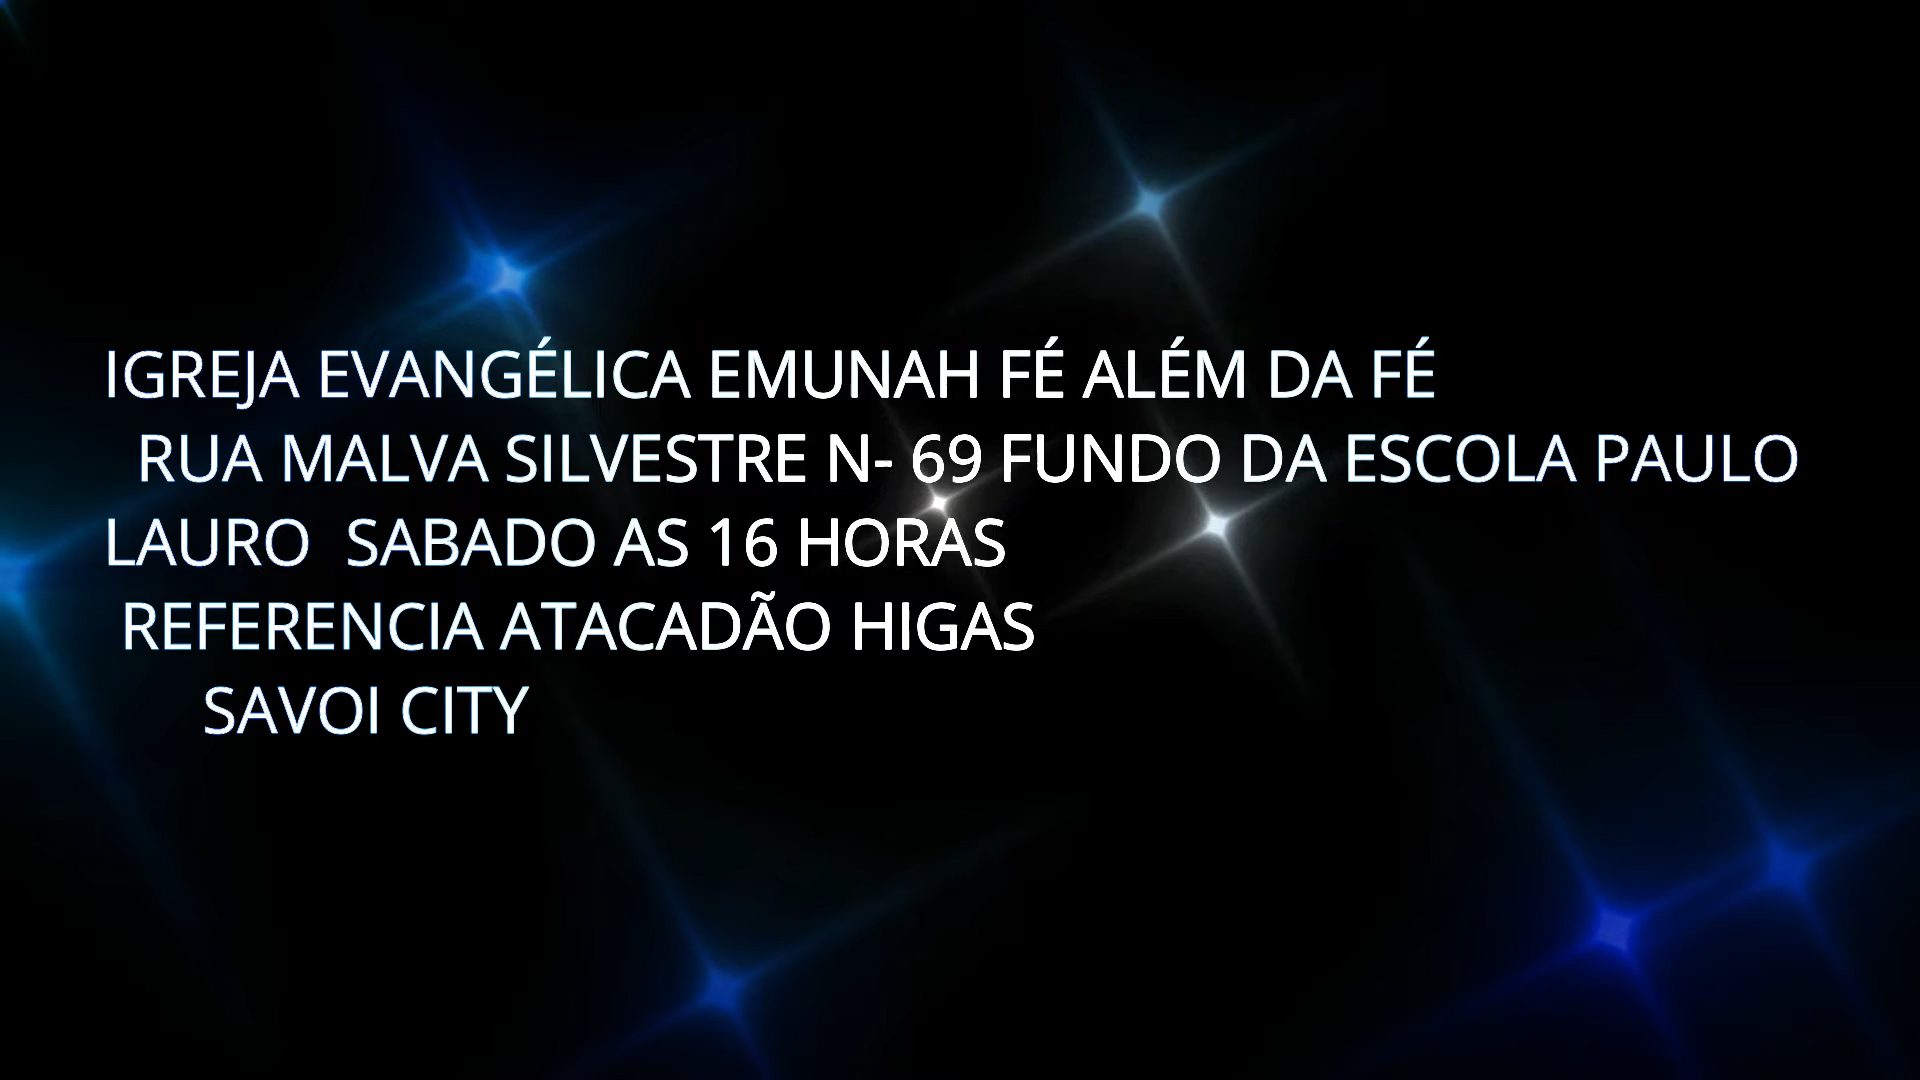 IGREJA EVANGÉLICA EMUNAH FÉ ALÉM DA FÉ
RUA MALVA SILVESTRE N- 69 FUNDO DA ESCOLA PAULO
LAURO  SABADO AS 16 HORAS
REFERENCIA ATACADÃO HIGAS
SAVOI CITY